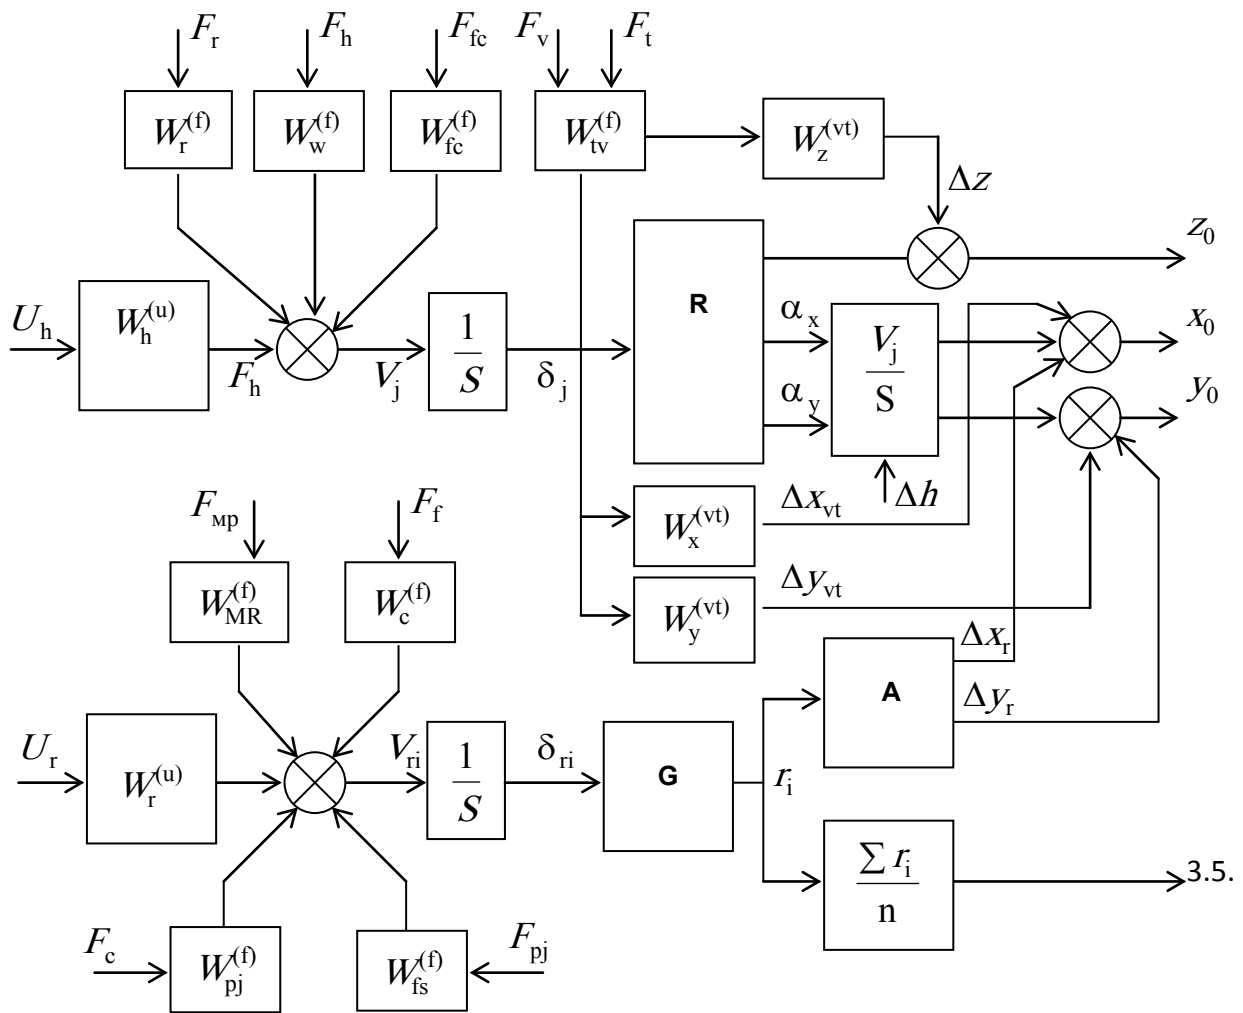 F_r F_h F_fc F_v F_t
W_r^(f) W_w^(f) W_fc^(f) W_tv^(f) W_z^(vt)
Δz
z_0
R
U_h W_h^(u) F_h V_j 1/S δ_j α_x V_j/S x_0
α_y y_0
Δh
F_мр F_f W_x^(vt) Δx_vt
W_MR^(f) W_c^(f) W_y^(vt) Δy_vt
Δx_r
A
Δy_r
U_r W_r^(u) V_ri 1/S δ_ri G r_i
∑ r_i / n 3.5.
F_c W_pj^(f) W_fs^(f) F_pj